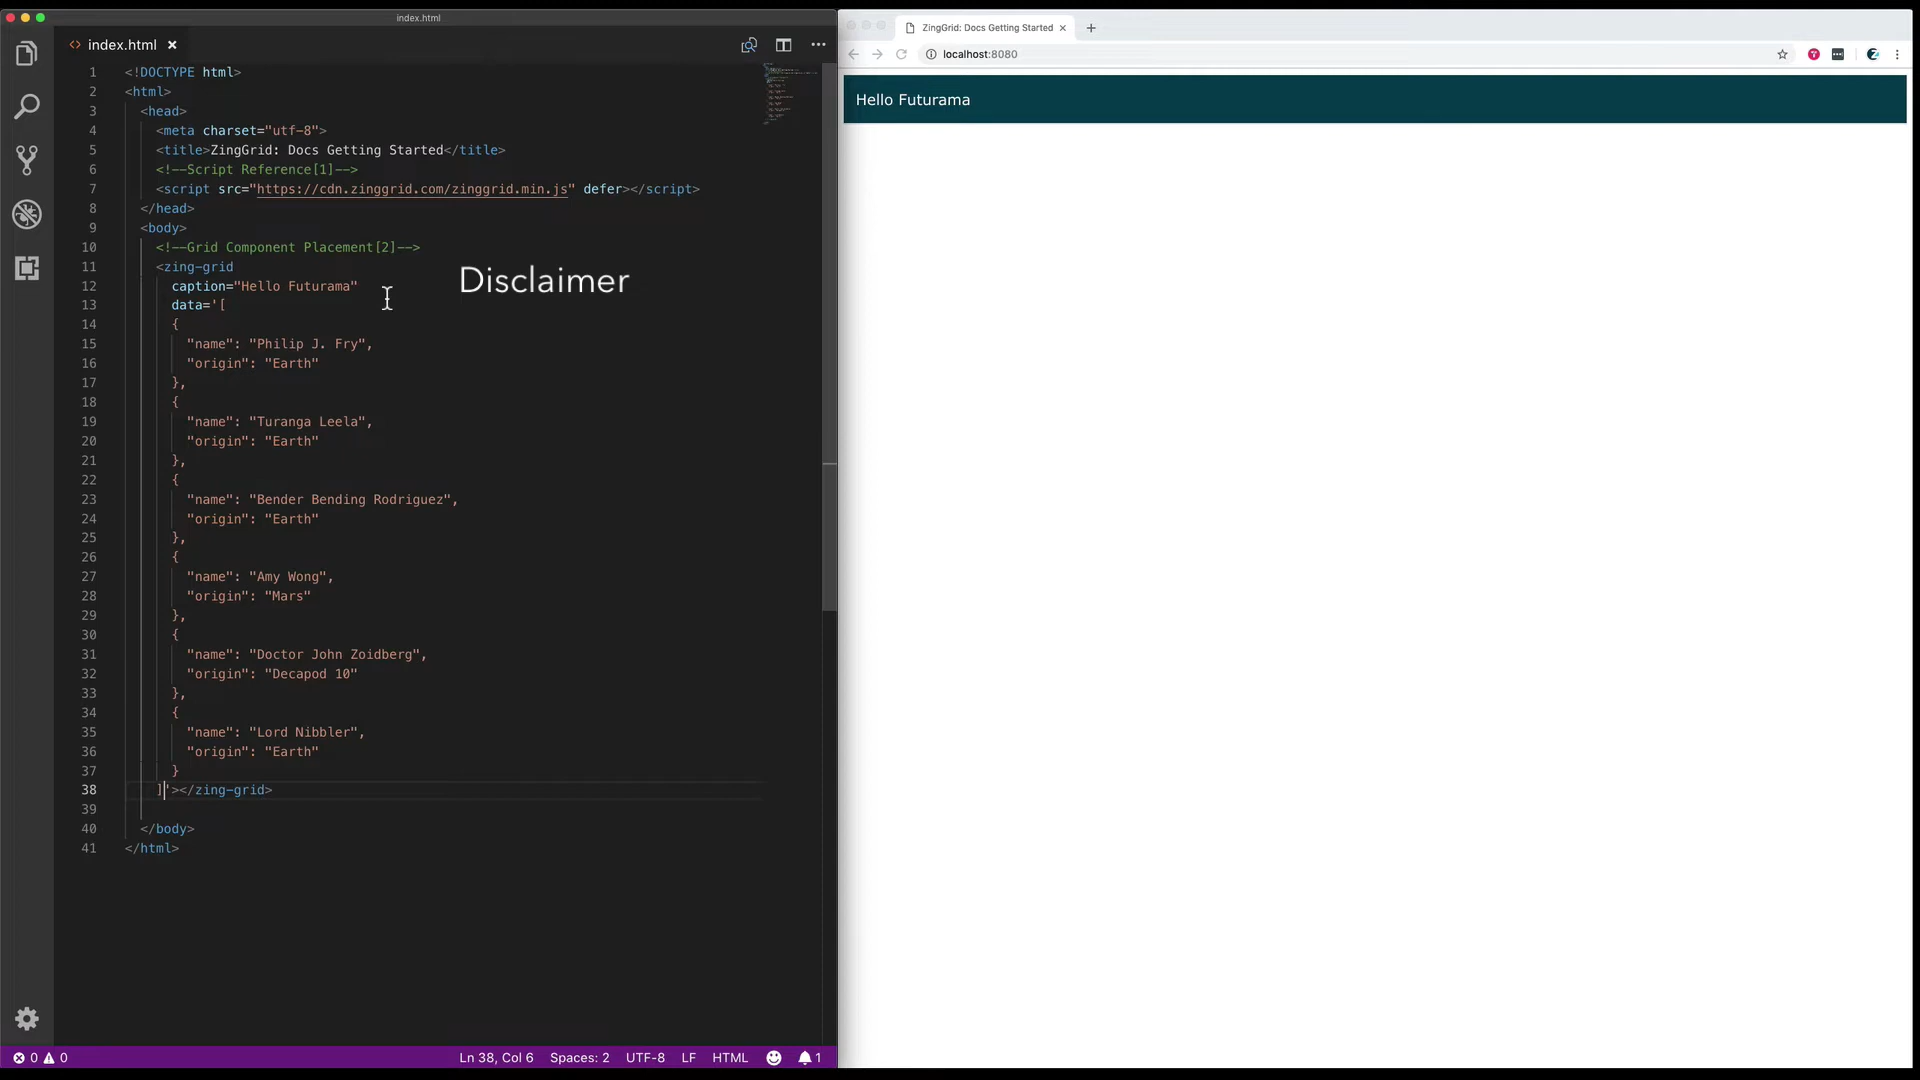 index.html
index.html
1 <!DOCTYPE html>
2 <html>
3 <head>
4 <meta charset="utf-8">
5 <title>ZingGrid: Docs Getting Started</title>
6 <!--Script Reference[1]-->
7 <script src="https://cdn.zinggrid.com/zinggrid.min.js" defer></script>
8 </head>
9 <body>
10 <!--Grid Component Placement[2]-->
11 <zing-grid
Disclaimer
12 caption="Hello Futurama"
13 data='[
14 {
15 "name": "Philip J. Fry",
16 "origin": "Earth"
17 },
18 {
19 "name": "Turanga Leela",
20 "origin": "Earth"
21 },
22 {
23 "name": "Bender Bending Rodriguez",
24 "origin": "Earth"
25 },
26 {
27 "name": "Amy Wong",
28 "origin": "Mars"
29 },
30 {
31 "name": "Doctor John Zoidberg",
32 "origin": "Decapod 10"
33 },
34 {
35 "name": "Lord Nibbler",
36 "origin": "Earth"
37 }
38 ]'></zing-grid>
39
40 </body>
41 </html>
0 0 Ln 38, Col 6 Spaces: 2 UTF-8 LF HTML 1
ZingGrid: Docs Getting Started
localhost:8080
Hello Futurama